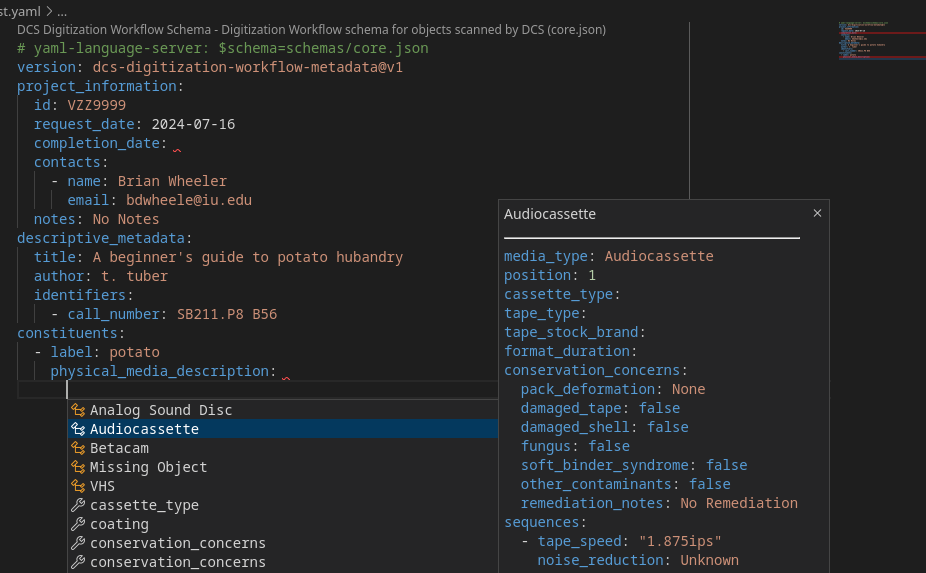 st.yaml > ...
DCS Digitization Workflow Schema - Digitization Workflow schema for objects scanned by DCS (core.json)
# yaml-language-server: $schema=schemas/core.json
version: dcs-digitization-workflow-metadata@v1
project_information:
id: VZZ9999
request_date: 2024-07-16
completion_date:
contacts:
- name: Brian Wheeler
email: bdwheele@iu.edu
notes: No Notes
descriptive_metadata:
title: A beginner's guide to potato hubandry
author: t. tuber
identifiers:
- call_number: SB211.P8 B56
constituents:
- label: potato
physical_media_description:
Analog Sound Disc
Audiocassette
Betacam
Missing Object
VHS
cassette_type
coating
conservation_concerns
conservation_concerns
Audiocassette ×
media_type: Audiocassette
position: 1
cassette_type:
tape_type:
tape_stock_brand:
format_duration:
conservation_concerns:
pack_deformation: None
damaged_tape: false
damaged_shell: false
fungus: false
soft_binder_syndrome: false
other_contaminants: false
remediation_notes: No Remediation
sequences:
- tape_speed: "1.875ips"
noise_reduction: Unknown